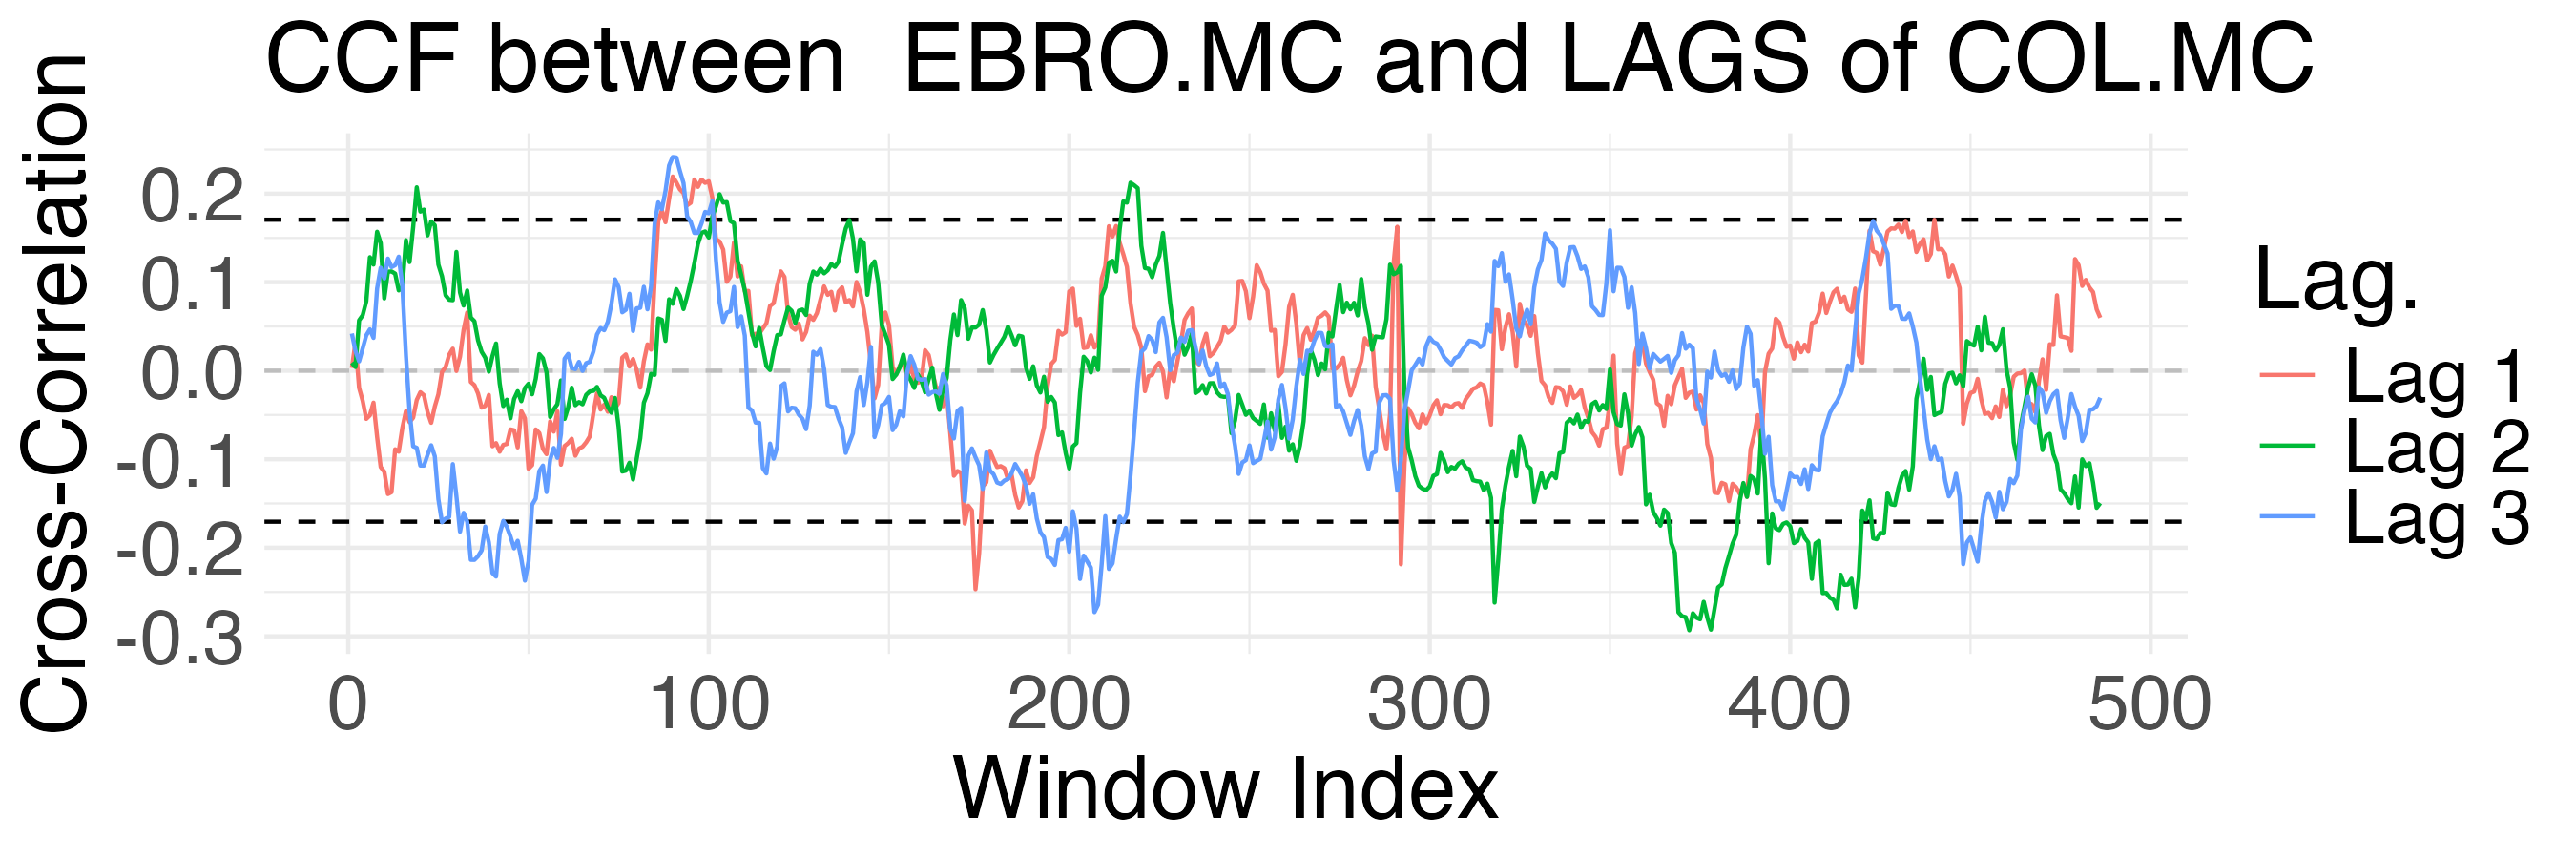 CCF between  EBRO.MC and LAGS of COL.MC
Cross-Correlation
0.2
0.1
0.0
-0.1
-0.2
-0.3
0 100 200 300 400 500
Window Index
Lag.
Lag 1
Lag 2
Lag 3